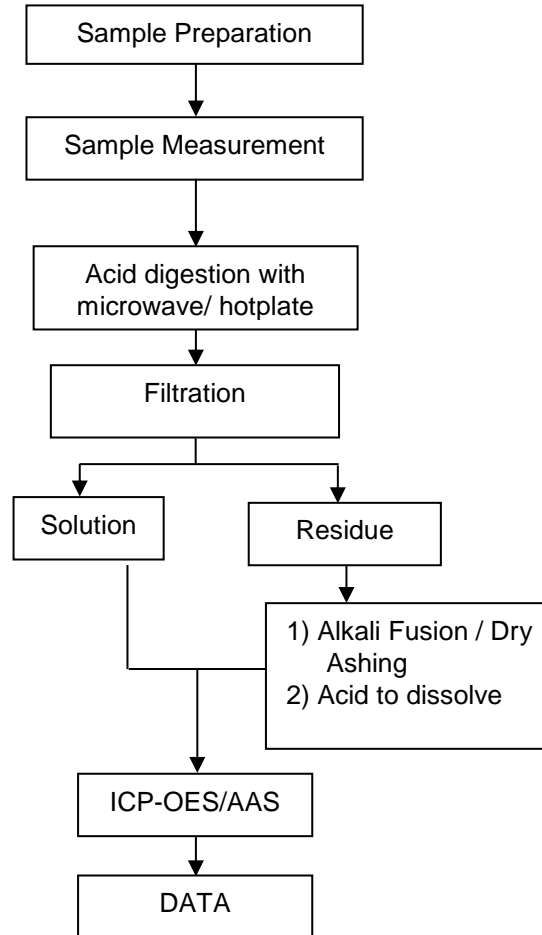 Sample Preparation
Sample Measurement
Acid digestion with
microwave/ hotplate
Filtration
Solution
Residue
1) Alkali Fusion / Dry
Ashing
2) Acid to dissolve
ICP-OES/AAS
DATA